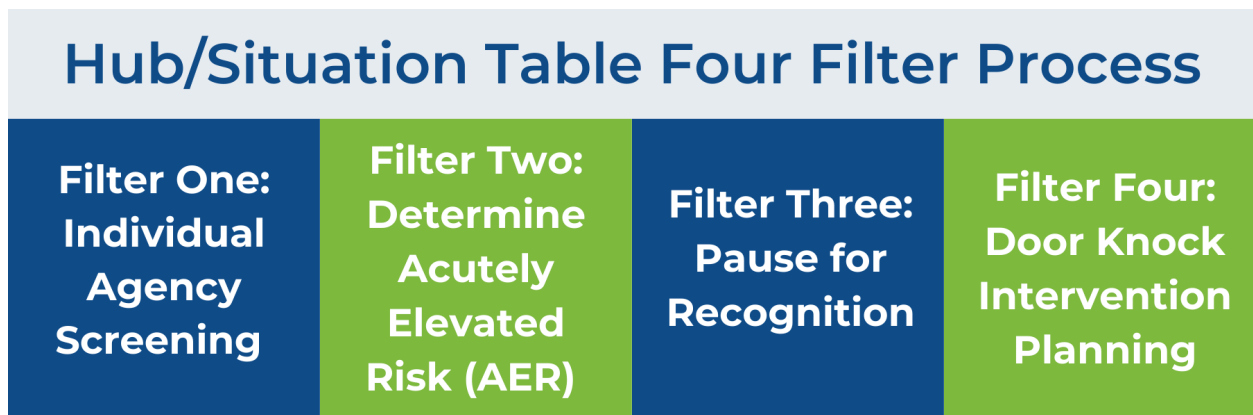 Hub/Situation Table Four Filter Process
Filter One:
Individual
Agency
Screening
Filter Two:
Determine
Acutely
Elevated
Risk (AER)
Filter Three:
Pause for
Recognition
Filter Four:
Door Knock
Intervention
Planning